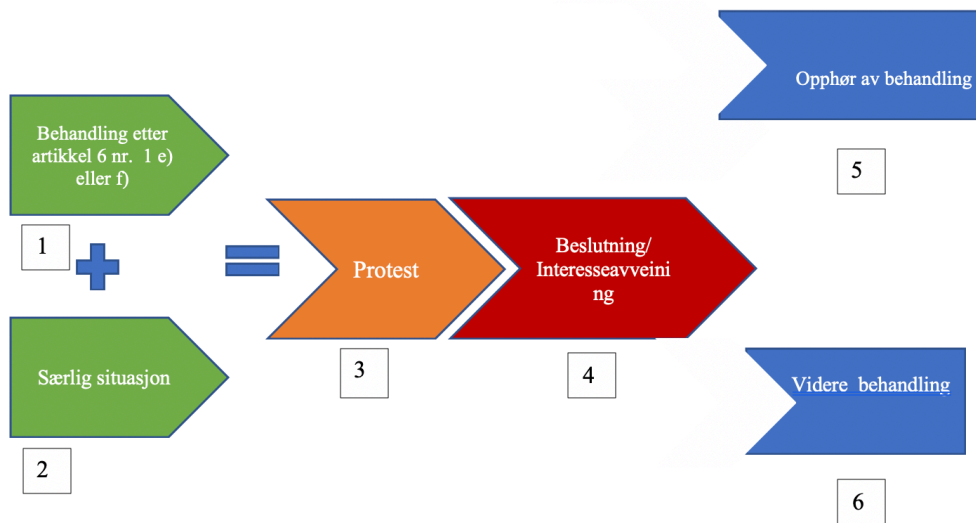 Behandling etter
artikkel 6 nr. 1 e)
eller f)
1
Særlig situasjon
2
Protest
3
Beslutning/
Interesseavveini
ng
4
Opphør av behandling
5
Videre behandling
6